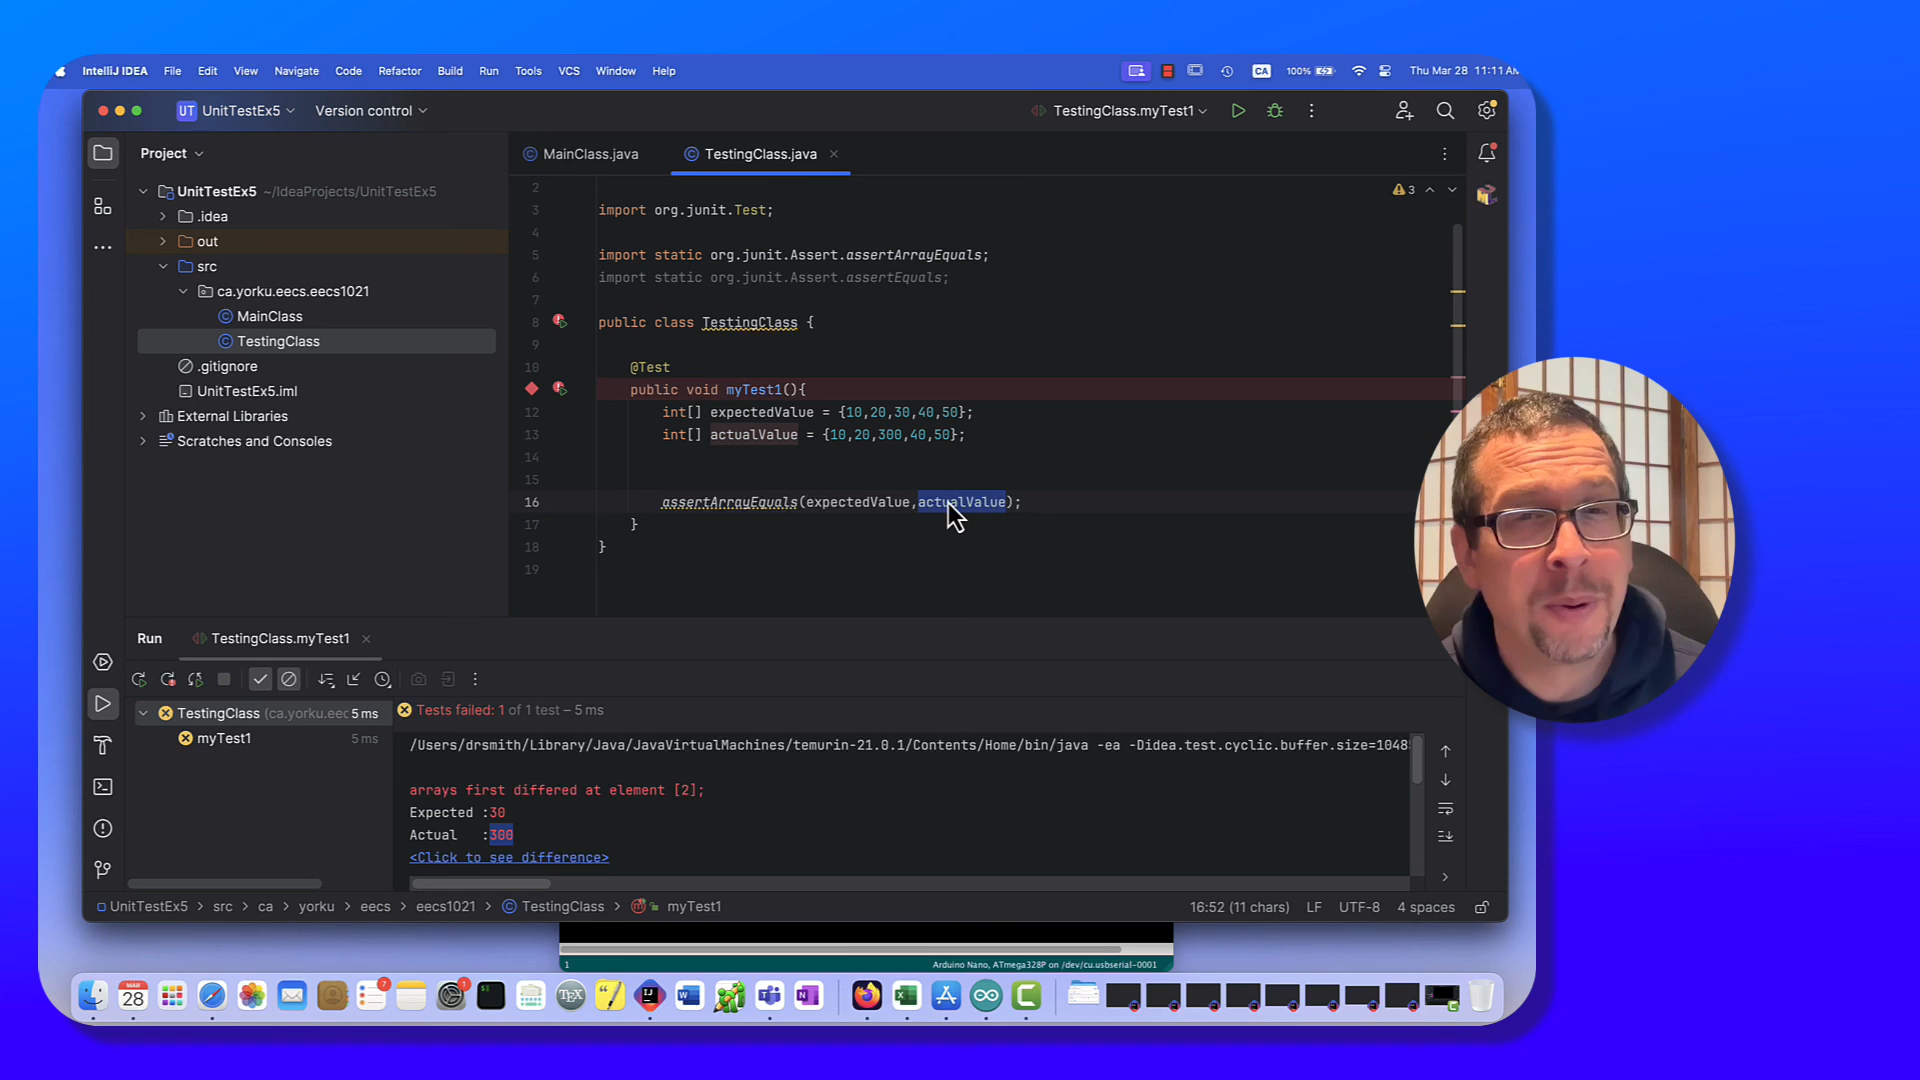 IntelliJ IDEA File Edit View Navigate Code Refactor Build Run Tools VCS Window Help CA 100% Thu Mar 28 11:11 AM
UT UnitTestEx5 Version control TestingClass.myTest1
Project
MainClass.java TestingClass.java
UnitTestEx5 ~/IdeaProjects/UnitTestEx5
.idea
out
src
ca.yorku.eecs.eecs1021
MainClass
TestingClass
.gitignore
UnitTestEx5.iml
External Libraries
Scratches and Consoles
3
2
3 import org.junit.Test;
4
5 import static org.junit.Assert.assertArrayEquals;
6 import static org.junit.Assert.assertEquals;
7
8 public class TestingClass {
9
10 @Test
public void myTest1(){
12 int[] expectedValue = {10,20,30,40,50};
13 int[] actualValue = {10,20,300,40,50};
14
15
16 assertArrayEquals(expectedValue,actualValue);
17 }
18 }
19
Run TestingClass.myTest1
TestingClass (ca.yorku.eec 5 ms
myTest1 5 ms
Tests failed: 1 of 1 test – 5 ms
/Users/drsmith/Library/Java/JavaVirtualMachines/temurin-21.0.1/Contents/Home/bin/java -ea -Didea.test.cyclic.buffer.size=1048
arrays first differed at element [2];
Expected :30
Actual :300
<Click to see difference>
UnitTestEx5 > src > ca > yorku > eecs > eecs1021 > TestingClass > myTest1 16:52 (11 chars) LF UTF-8 4 spaces
1 Arduino Nano, ATmega328P on /dev/cu.usbserial-0001
MAR
28
7
1
TEX